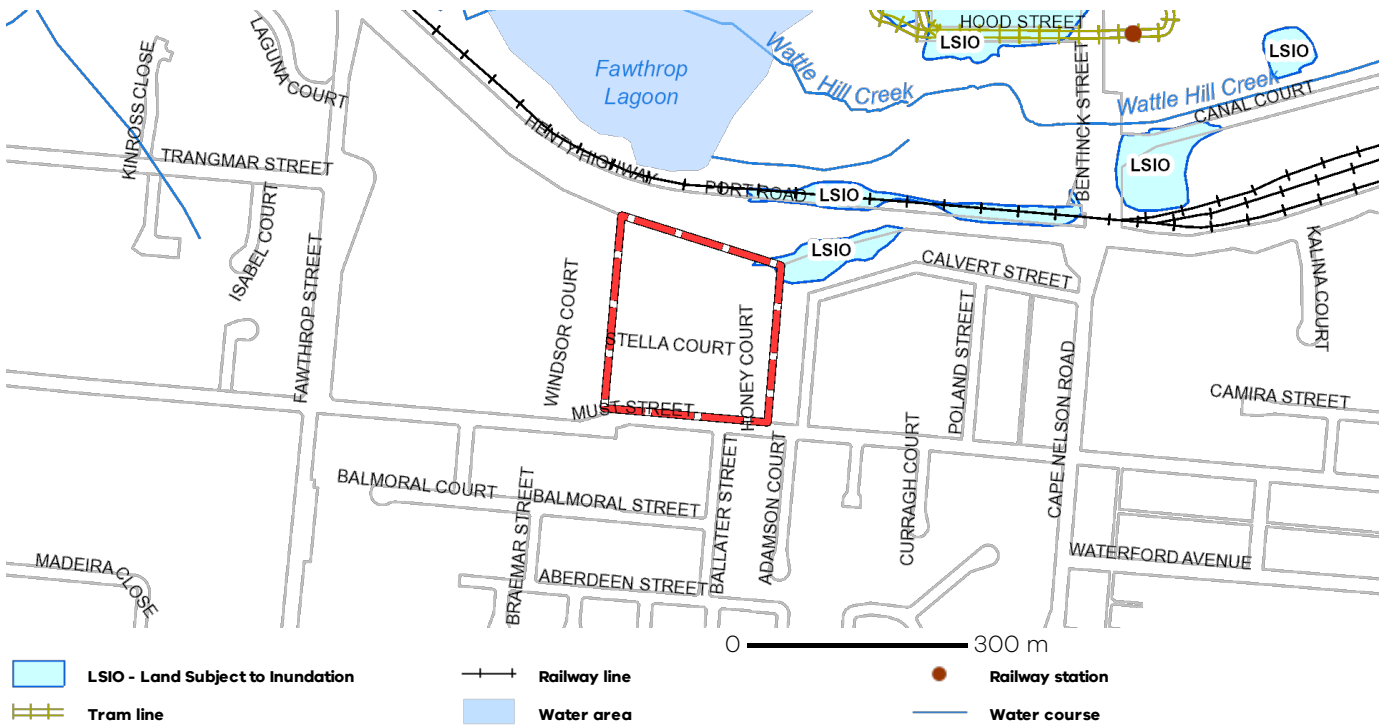 HOOD STREET
LSIO
LSIO
KINROSS CLOSE
LAGUNA COURT
Fawthrop
Lagoon
Wattle Hill Creek
Wattle Hill Creek
CANAL COURT
BENTINCK STREET
HENTY HIGHWAY
TRANGMAR STREET
PORT ROAD
LSIO
LSIO
ISABEL COURT
FAWTHROP STREET
WINDSOR COURT
LSIO
CALVERT STREET
KALINA COURT
STELLA COURT
HONEY COURT
POLAND STREET
CAPE NELSON ROAD
MUST STREET
CAMIRA STREET
BALMORAL COURT
BALMORAL STREET
BRAEMAR STREET
BALLATER STREET
ADAMSON COURT
CURRAGH COURT
MADEIRA CLOSE
ABERDEEN STREET
WATERFORD AVENUE
0 300 m
LSIO - Land Subject to Inundation
Railway line
Railway station
Tram line
Water area
Water course